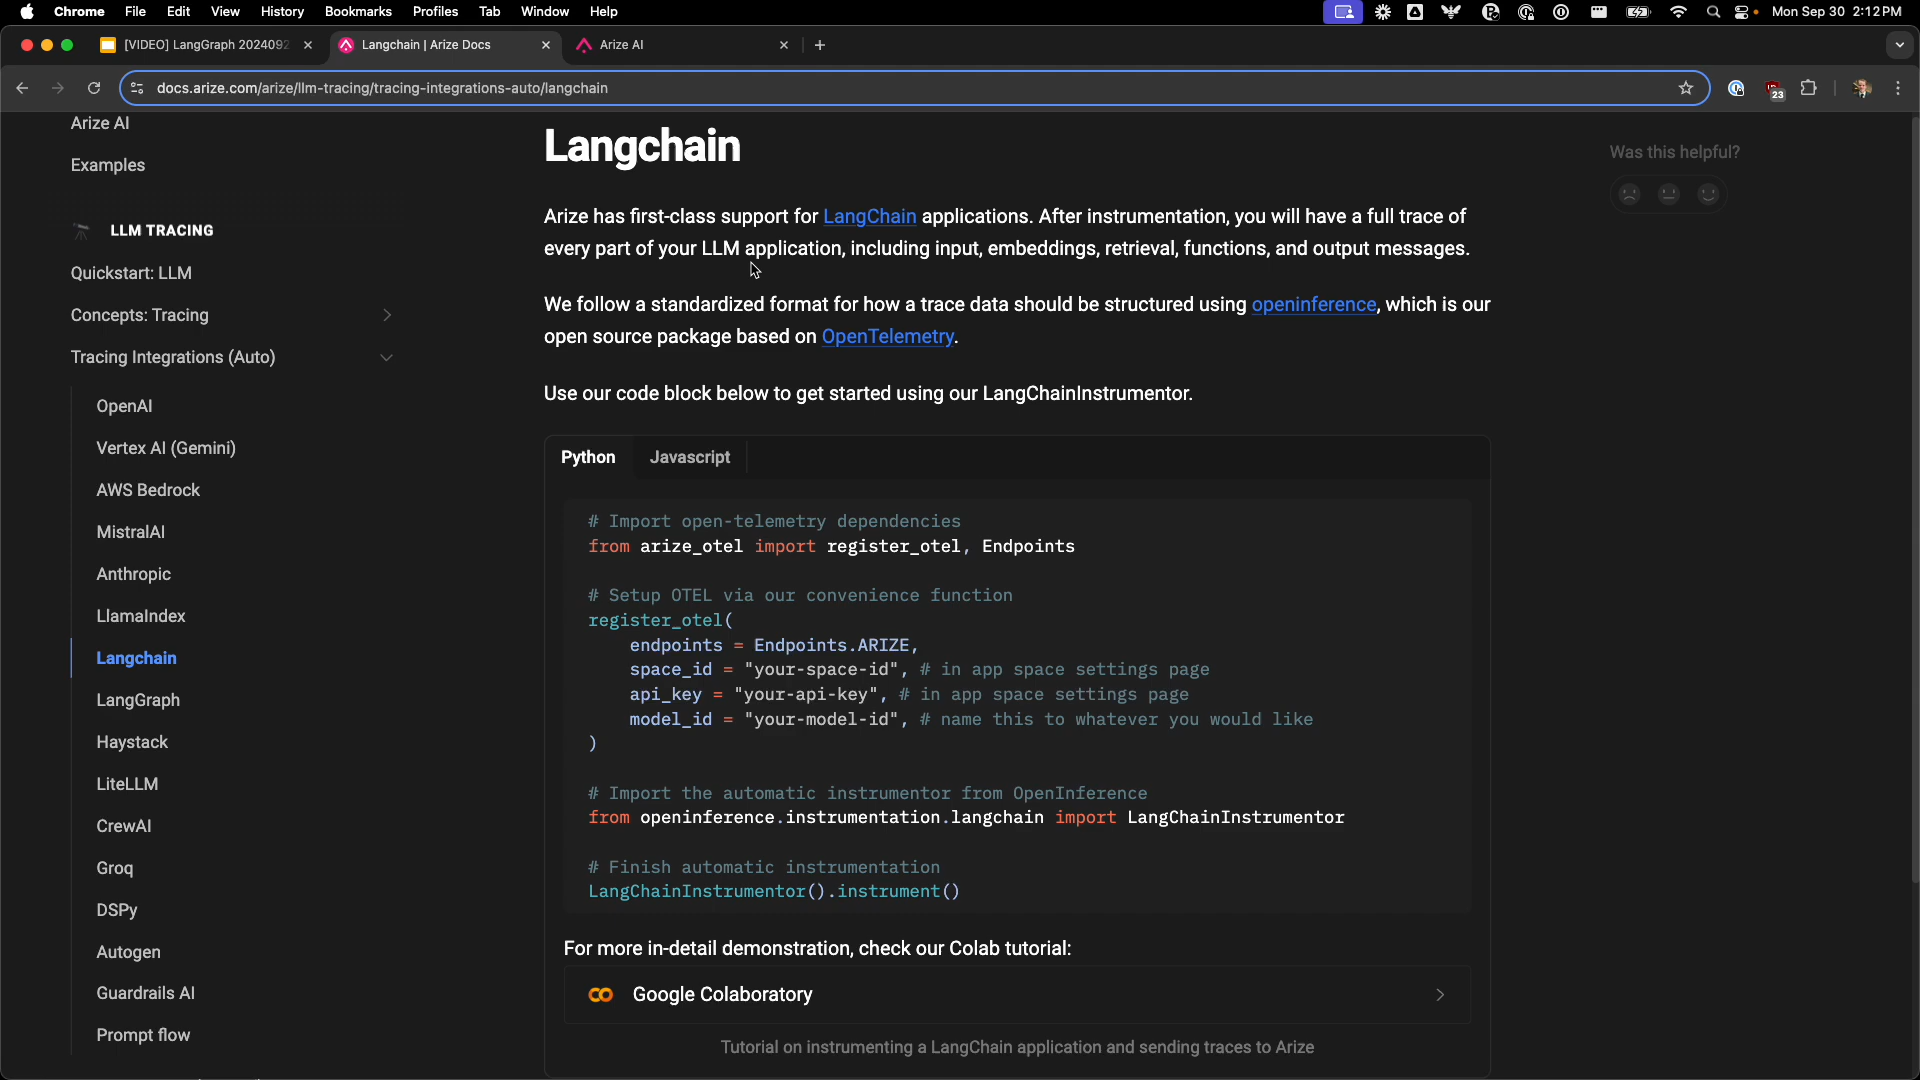 Chrome File Edit View History Bookmarks Profiles Tab Window Help Mon Sep 30 2:12 PM
[VIDEO] LangGraph 202409 Langchain | Arize Docs Arize AI
docs.arize.com/arize/llm-tracing/tracing-integrations-auto/langchain 23
Arize AI
Examples
LLM TRACING
Quickstart: LLM
Concepts: Tracing
Tracing Integrations (Auto)
OpenAI
Vertex AI (Gemini)
AWS Bedrock
MistralAI
Anthropic
LlamaIndex
Langchain
LangGraph
Haystack
LiteLLM
CrewAI
Groq
DSPy
Autogen
Guardrails AI
Prompt flow
Langchain
Arize has first-class support for LangChain applications. After instrumentation, you will have a full trace of
every part of your LLM application, including input, embeddings, retrieval, functions, and output messages.
We follow a standardized format for how a trace data should be structured using openinference, which is our
open source package based on OpenTelemetry.
Use our code block below to get started using our LangChainInstrumentor.
Python Javascript
# Import open-telemetry dependencies
from arize_otel import register_otel, Endpoints
# Setup OTEL via our convenience function
register_otel(
endpoints = Endpoints.ARIZE,
space_id = "your-space-id", # in app space settings page
api_key = "your-api-key", # in app space settings page
model_id = "your-model-id", # name this to whatever you would like
)
# Import the automatic instrumentor from OpenInference
from openinference.instrumentation.langchain import LangChainInstrumentor
# Finish automatic instrumentation
LangChainInstrumentor().instrument()
For more in-detail demonstration, check our Colab tutorial:
Google Colaboratory
Tutorial on instrumenting a LangChain application and sending traces to Arize
Was this helpful?